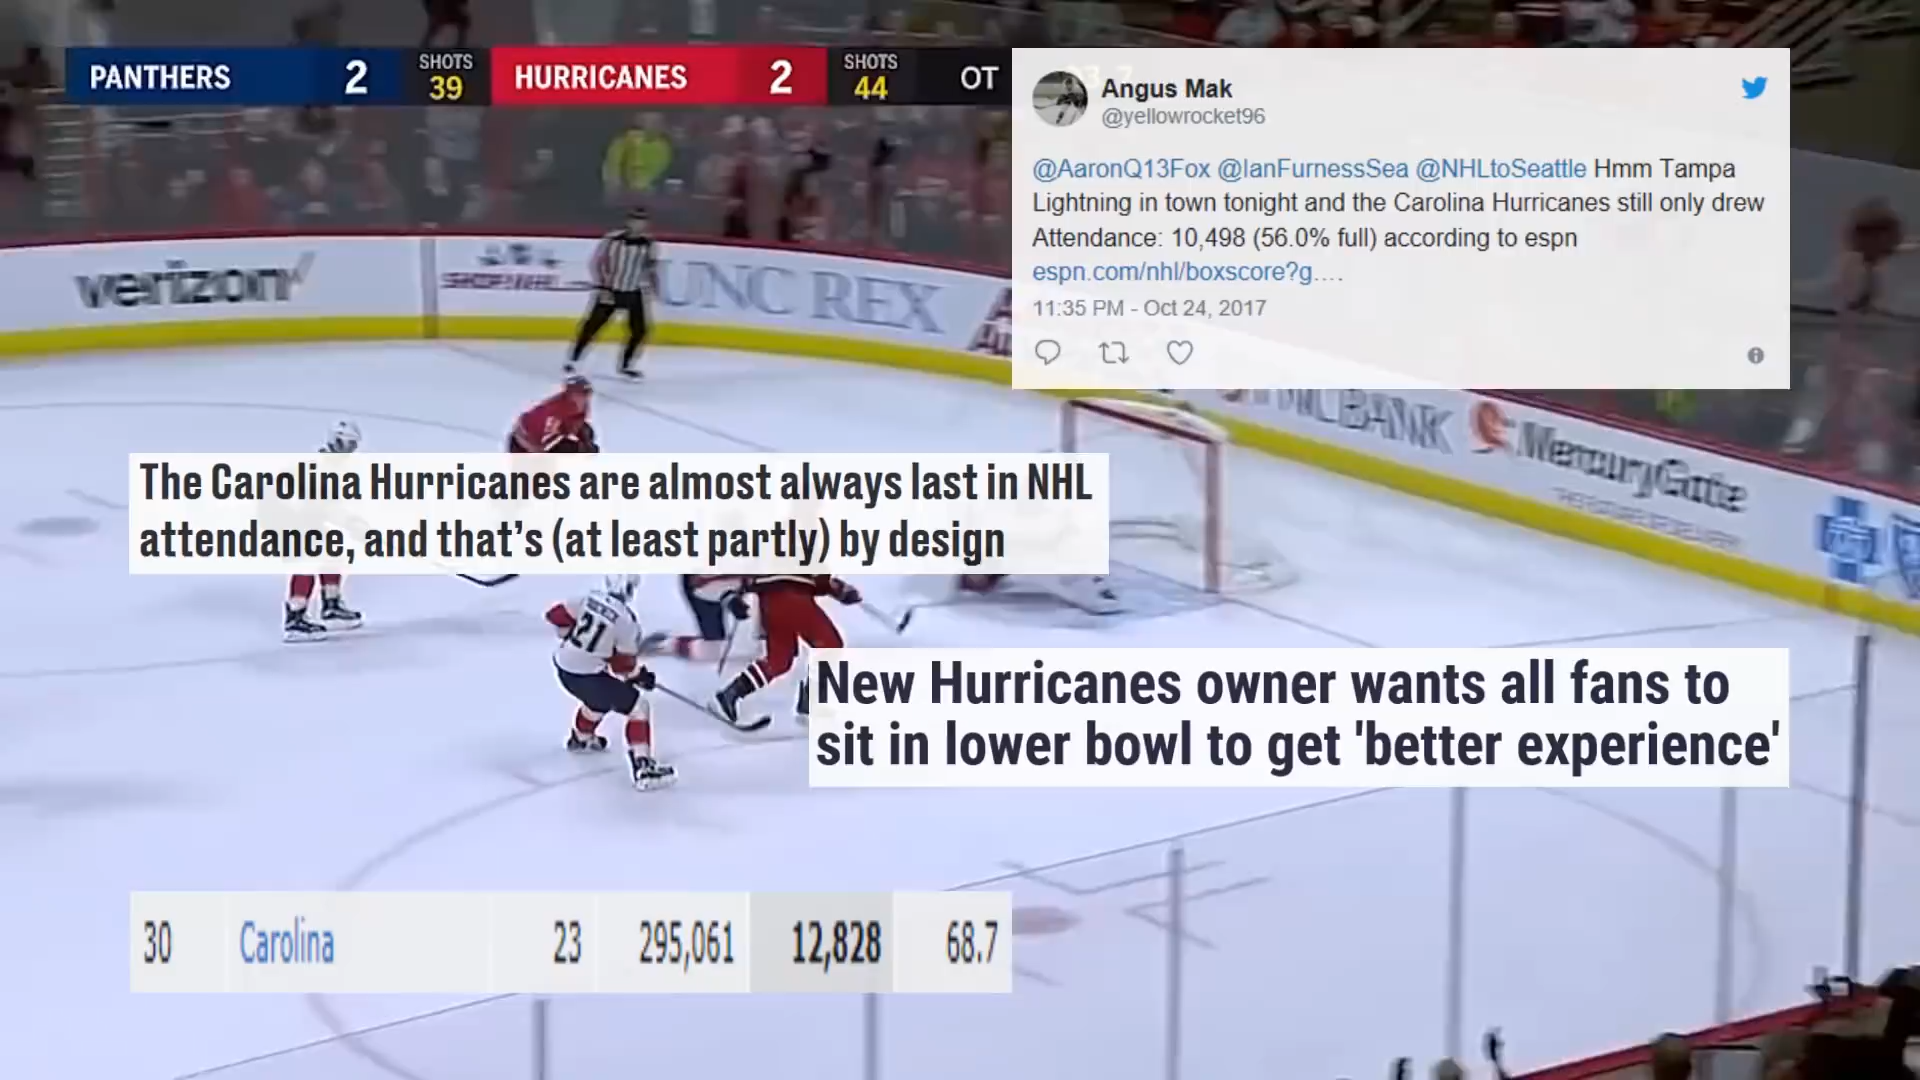 PANTHERS 2 SHOTS 39 HURRICANES 2 SHOTS 44 OT
Angus Mak
@yellowrocket96
@AaronQ13Fox @IanFurnessSea @NHLtoSeattle Hmm Tampa
Lightning in town tonight and the Carolina Hurricanes still only drew
Attendance: 10,498 (56.0% full) according to espn
espn.com/nhl/boxscore?g....
11:35 PM - Oct 24, 2017
verizon
UNC REX
PNC BANK
MercuryGate
The Carolina Hurricanes are almost always last in NHL
attendance, and that's (at least partly) by design
21
New Hurricanes owner wants all fans to
sit in lower bowl to get 'better experience'
30 Carolina 23 295,061 12,828 68.7